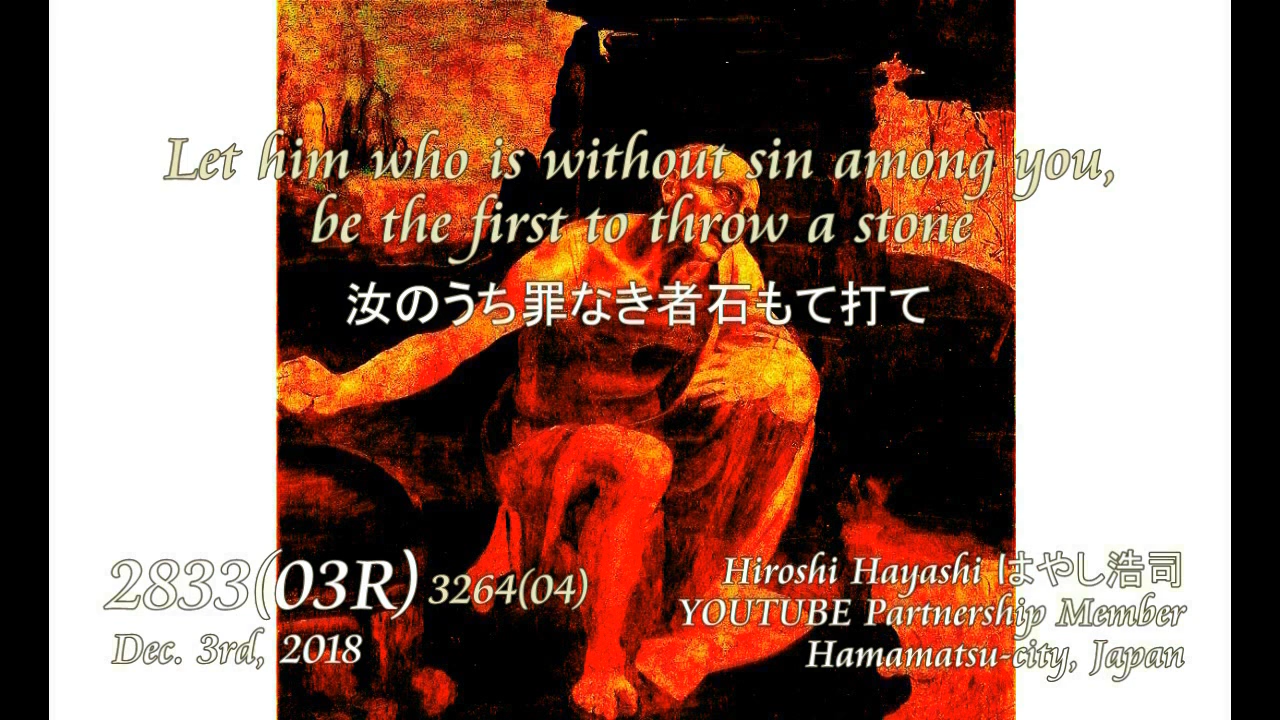 Let him who is without sin among you,
be the first to throw a stone
汝のうち罪なき者石もて打て
2833(03R) 3264(04)
Dec. 3rd, 2018
Hiroshi Hayashi はやし浩司
YOUTUBE Partnership Member
Hamamatsu-city, Japan